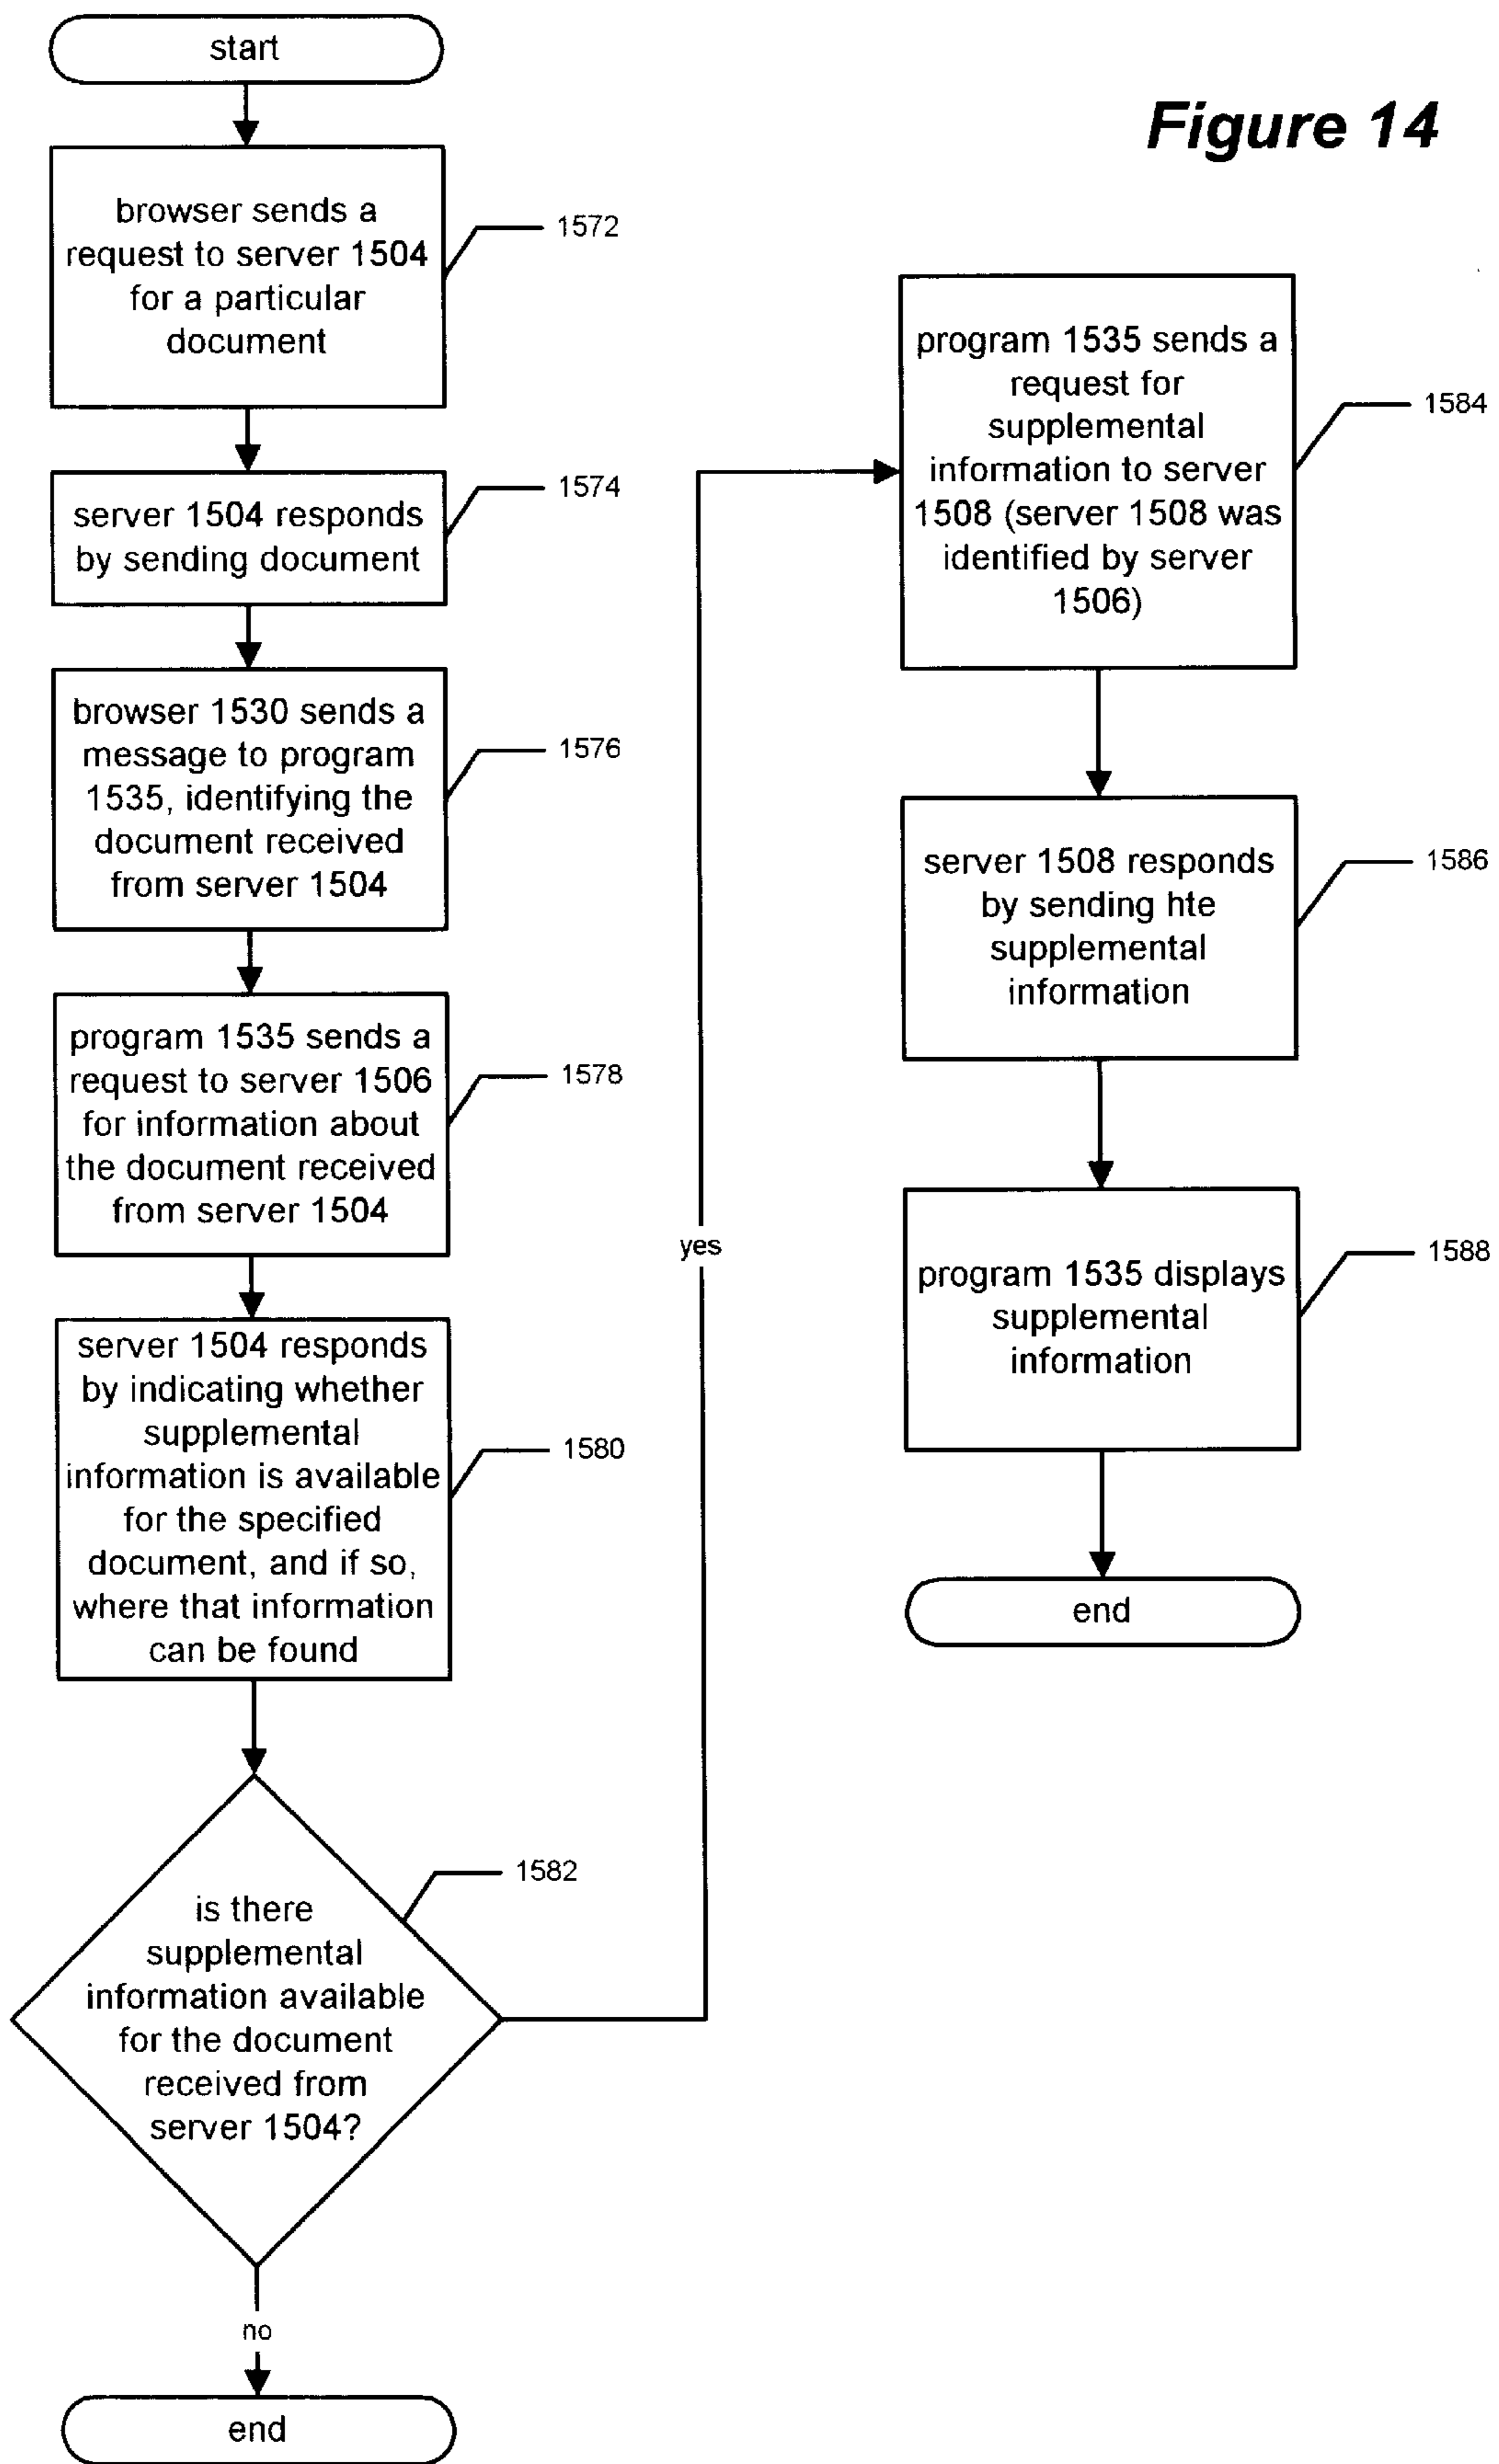 start
Figure 14
browser sends a
request to server 1504
for a particular
document
1572
server 1504 responds
by sending document
1574
browser 1530 sends a
message to program
1535, identifying the
document received
from server 1504
1576
program 1535 sends a
request to server 1506
for information about
the document received
from server 1504
1578
server 1504 responds
by indicating whether
supplemental
information is available
for the specified
document, and if so,
where that information
can be found
1580
is there
supplemental
information available
for the document
received from
server 1504?
1582
no
end
yes
program 1535 sends a
request for
supplemental
information to server
1508 (server 1508 was
identified by server
1506)
1584
server 1508 responds
by sending hte
supplemental
information
1586
program 1535 displays
supplemental
information
1588
end